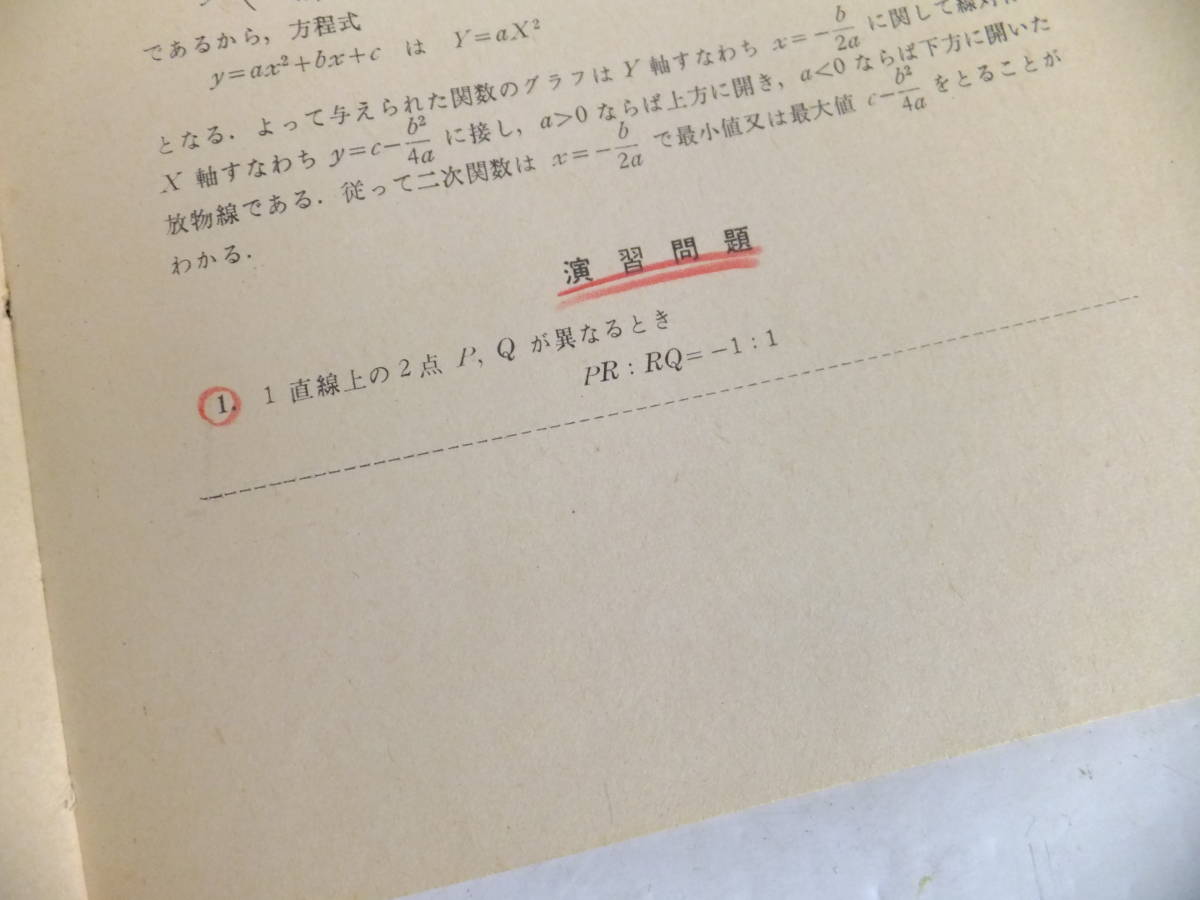 であるから，方程式
y=ax²+bx+c は Y=aX²
となる．よって与えられた関数のグラフは Y 軸すなわち x=-b/2a に関して線対
X 軸すなわち y=c-b²/4a に接し，a>0 ならば上方に開き，a<0 ならば下方に開いた
放物線である．従って二次関数は x=-b/2a で最小値又は最大値 c-b²/4a をとることが
わかる．
演習問題
1. 1 直線上の 2 点 P, Q が異なるとき
PR : RQ=-1 : 1